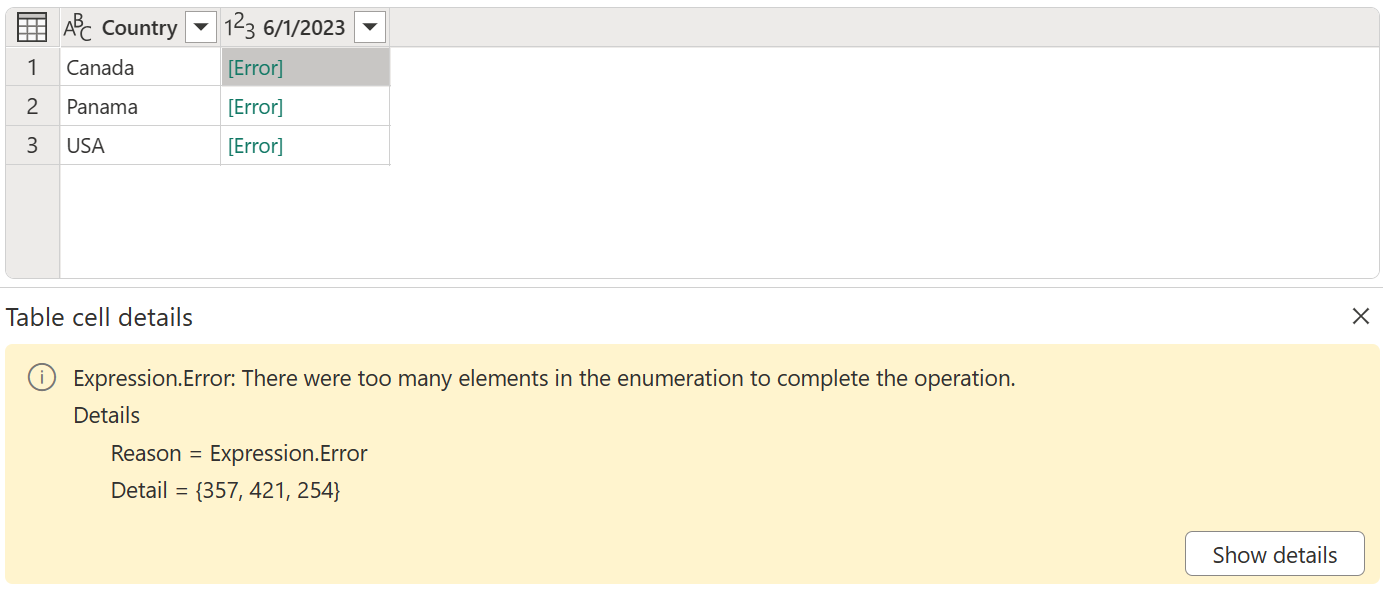 ABC Country 123 6/1/2023
1 Canada [Error]
2 Panama [Error]
3 USA [Error]
Table cell details
Expression.Error: There were too many elements in the enumeration to complete the operation.
Details
Reason = Expression.Error
Detail = {357, 421, 254}
Show details